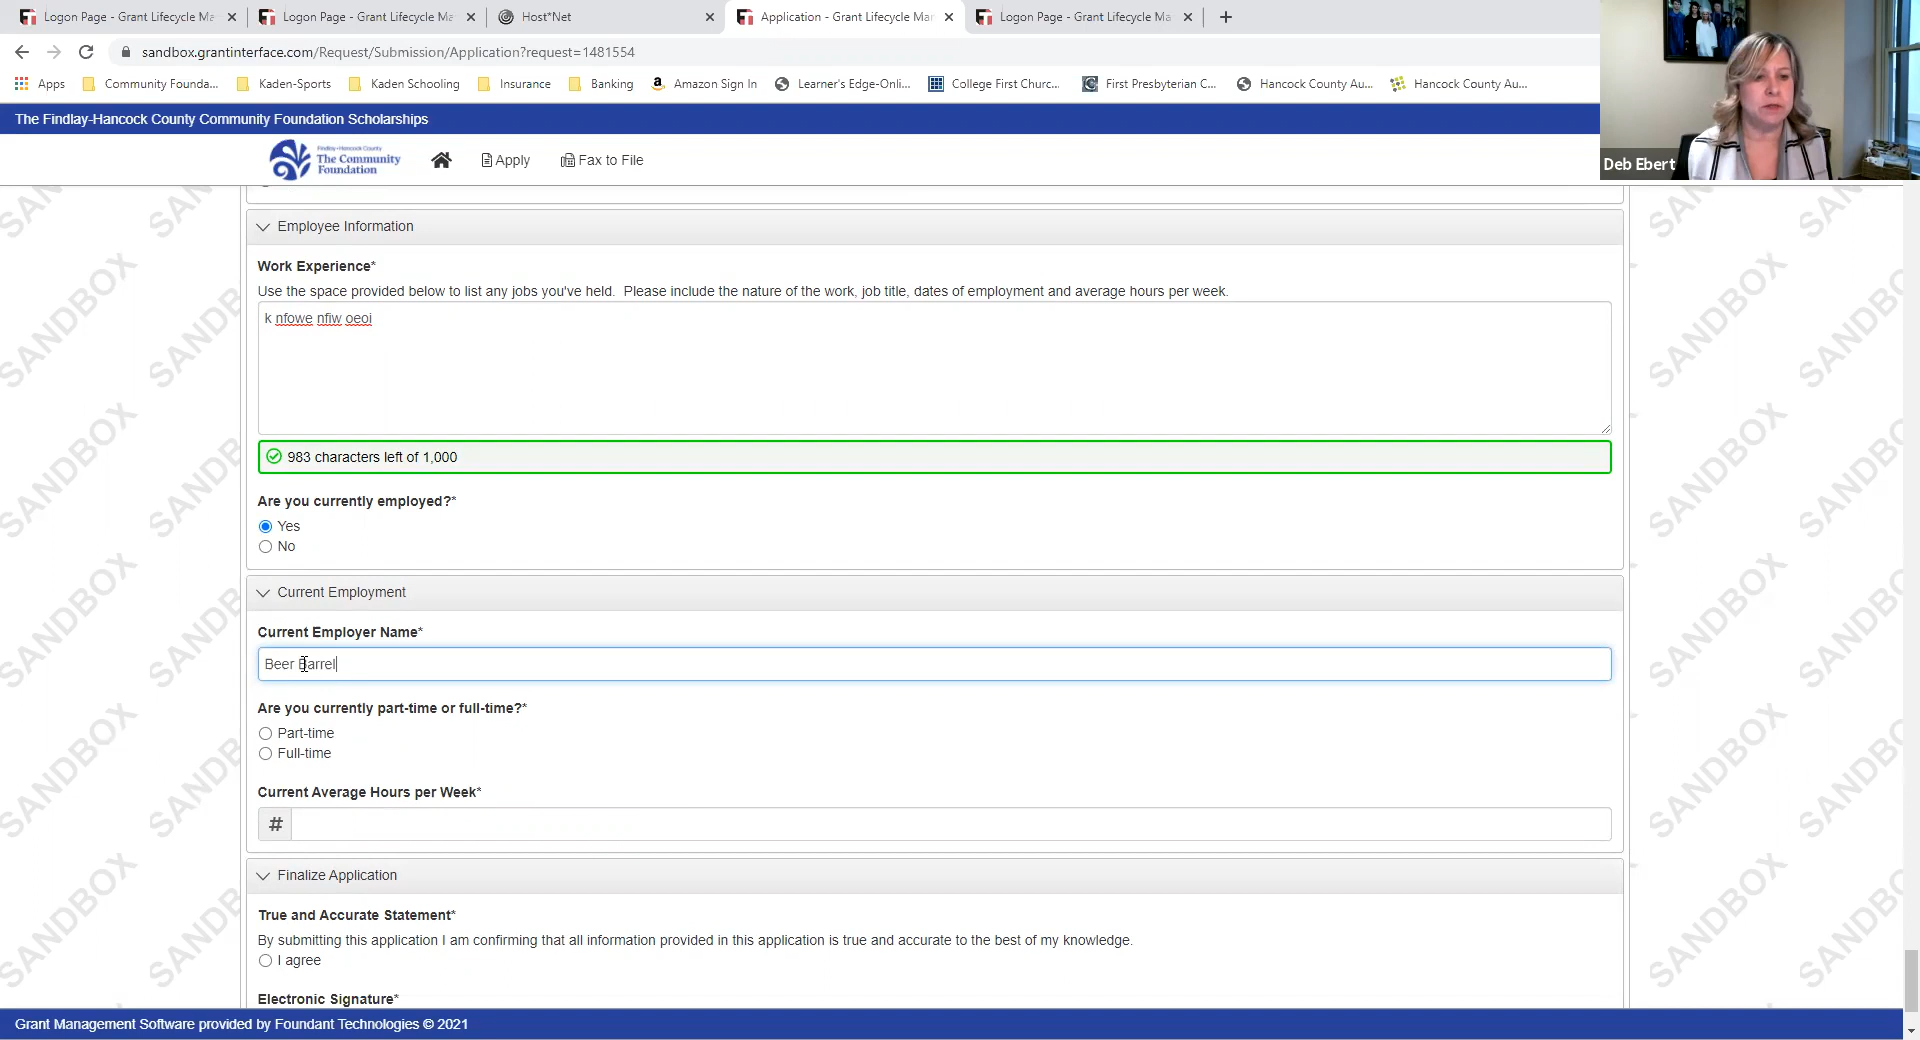 Logon Page - Grant Lifecycle Ma
Logon Page - Grant Lifecycle Ma
Host*Net
Application - Grant Lifecycle Mar
Logon Page - Grant Lifecycle Ma
sandbox.grantinterface.com/Request/Submission/Application?request=1481554
Apps
Community Founda...
Kaden-Sports
Kaden Schooling
Insurance
Banking
Amazon Sign In
Learner's Edge-Onli...
College First Churc...
First Presbyterian C...
Hancock County Au...
Hancock County Au...
The Findlay-Hancock County Community Foundation Scholarships
Findlay•Hancock County
The Community
Foundation
Apply
Fax to File
Deb Ebert
Employee Information
Work Experience*
Use the space provided below to list any jobs you've held.  Please include the nature of the work, job title, dates of employment and average hours per week.
k nfowe nfiw oeoi
983 characters left of 1,000
Are you currently employed?*
Yes
No
Current Employment
Current Employer Name*
Beer Barrel
Are you currently part-time or full-time?*
Part-time
Full-time
Current Average Hours per Week*
#
Finalize Application
True and Accurate Statement*
By submitting this application I am confirming that all information provided in this application is true and accurate to the best of my knowledge.
I agree
Electronic Signature*
Grant Management Software provided by Foundant Technologies © 2021
SANDBOX